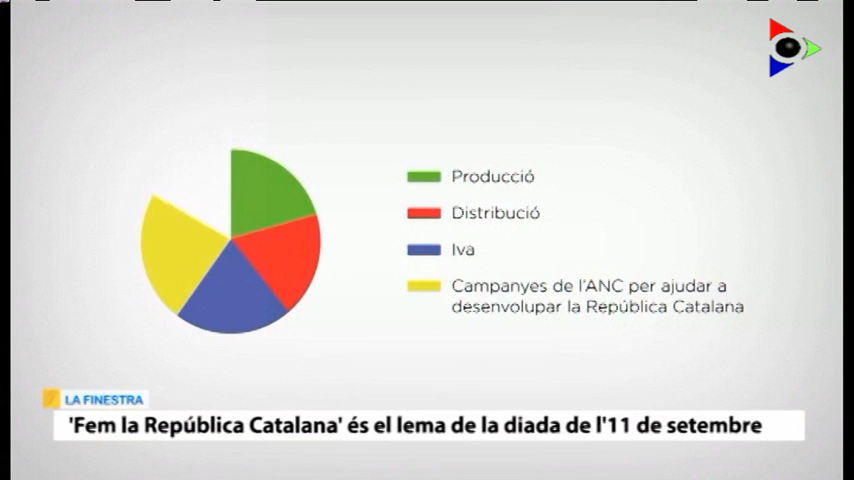 Producció
Distribució
Iva
Campanyes de l'ANC per ajudar a
desenvolupar la República Catalana
LA FINESTRA
'Fem la República Catalana' és el lema de la diada de l'11 de setembre